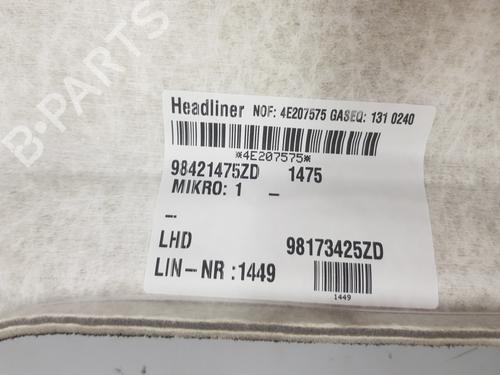 B-PARTS
Headliner NOF: 4E207575 GASEQ: 131 0240
*4E207575*
98421475ZD 1475
MIKRO: 1 -
-
LHD 98173425ZD
LIN-NR :1449
1449